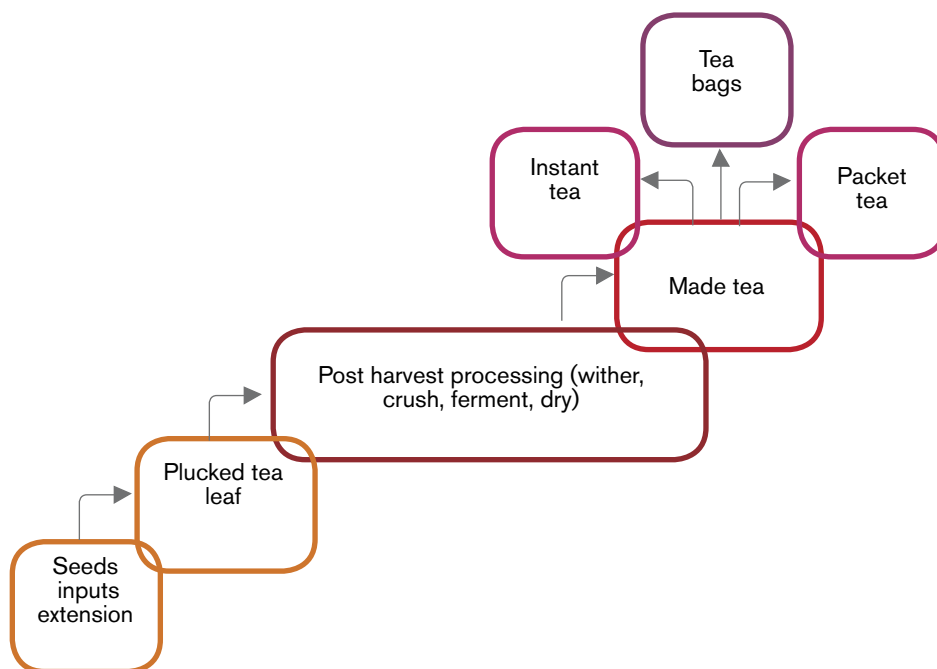 Tea
bags
Instant
tea
Packet
tea
Made tea
Post harvest processing (wither,
crush, ferment, dry)
Plucked tea
leaf
Seeds
inputs
extension